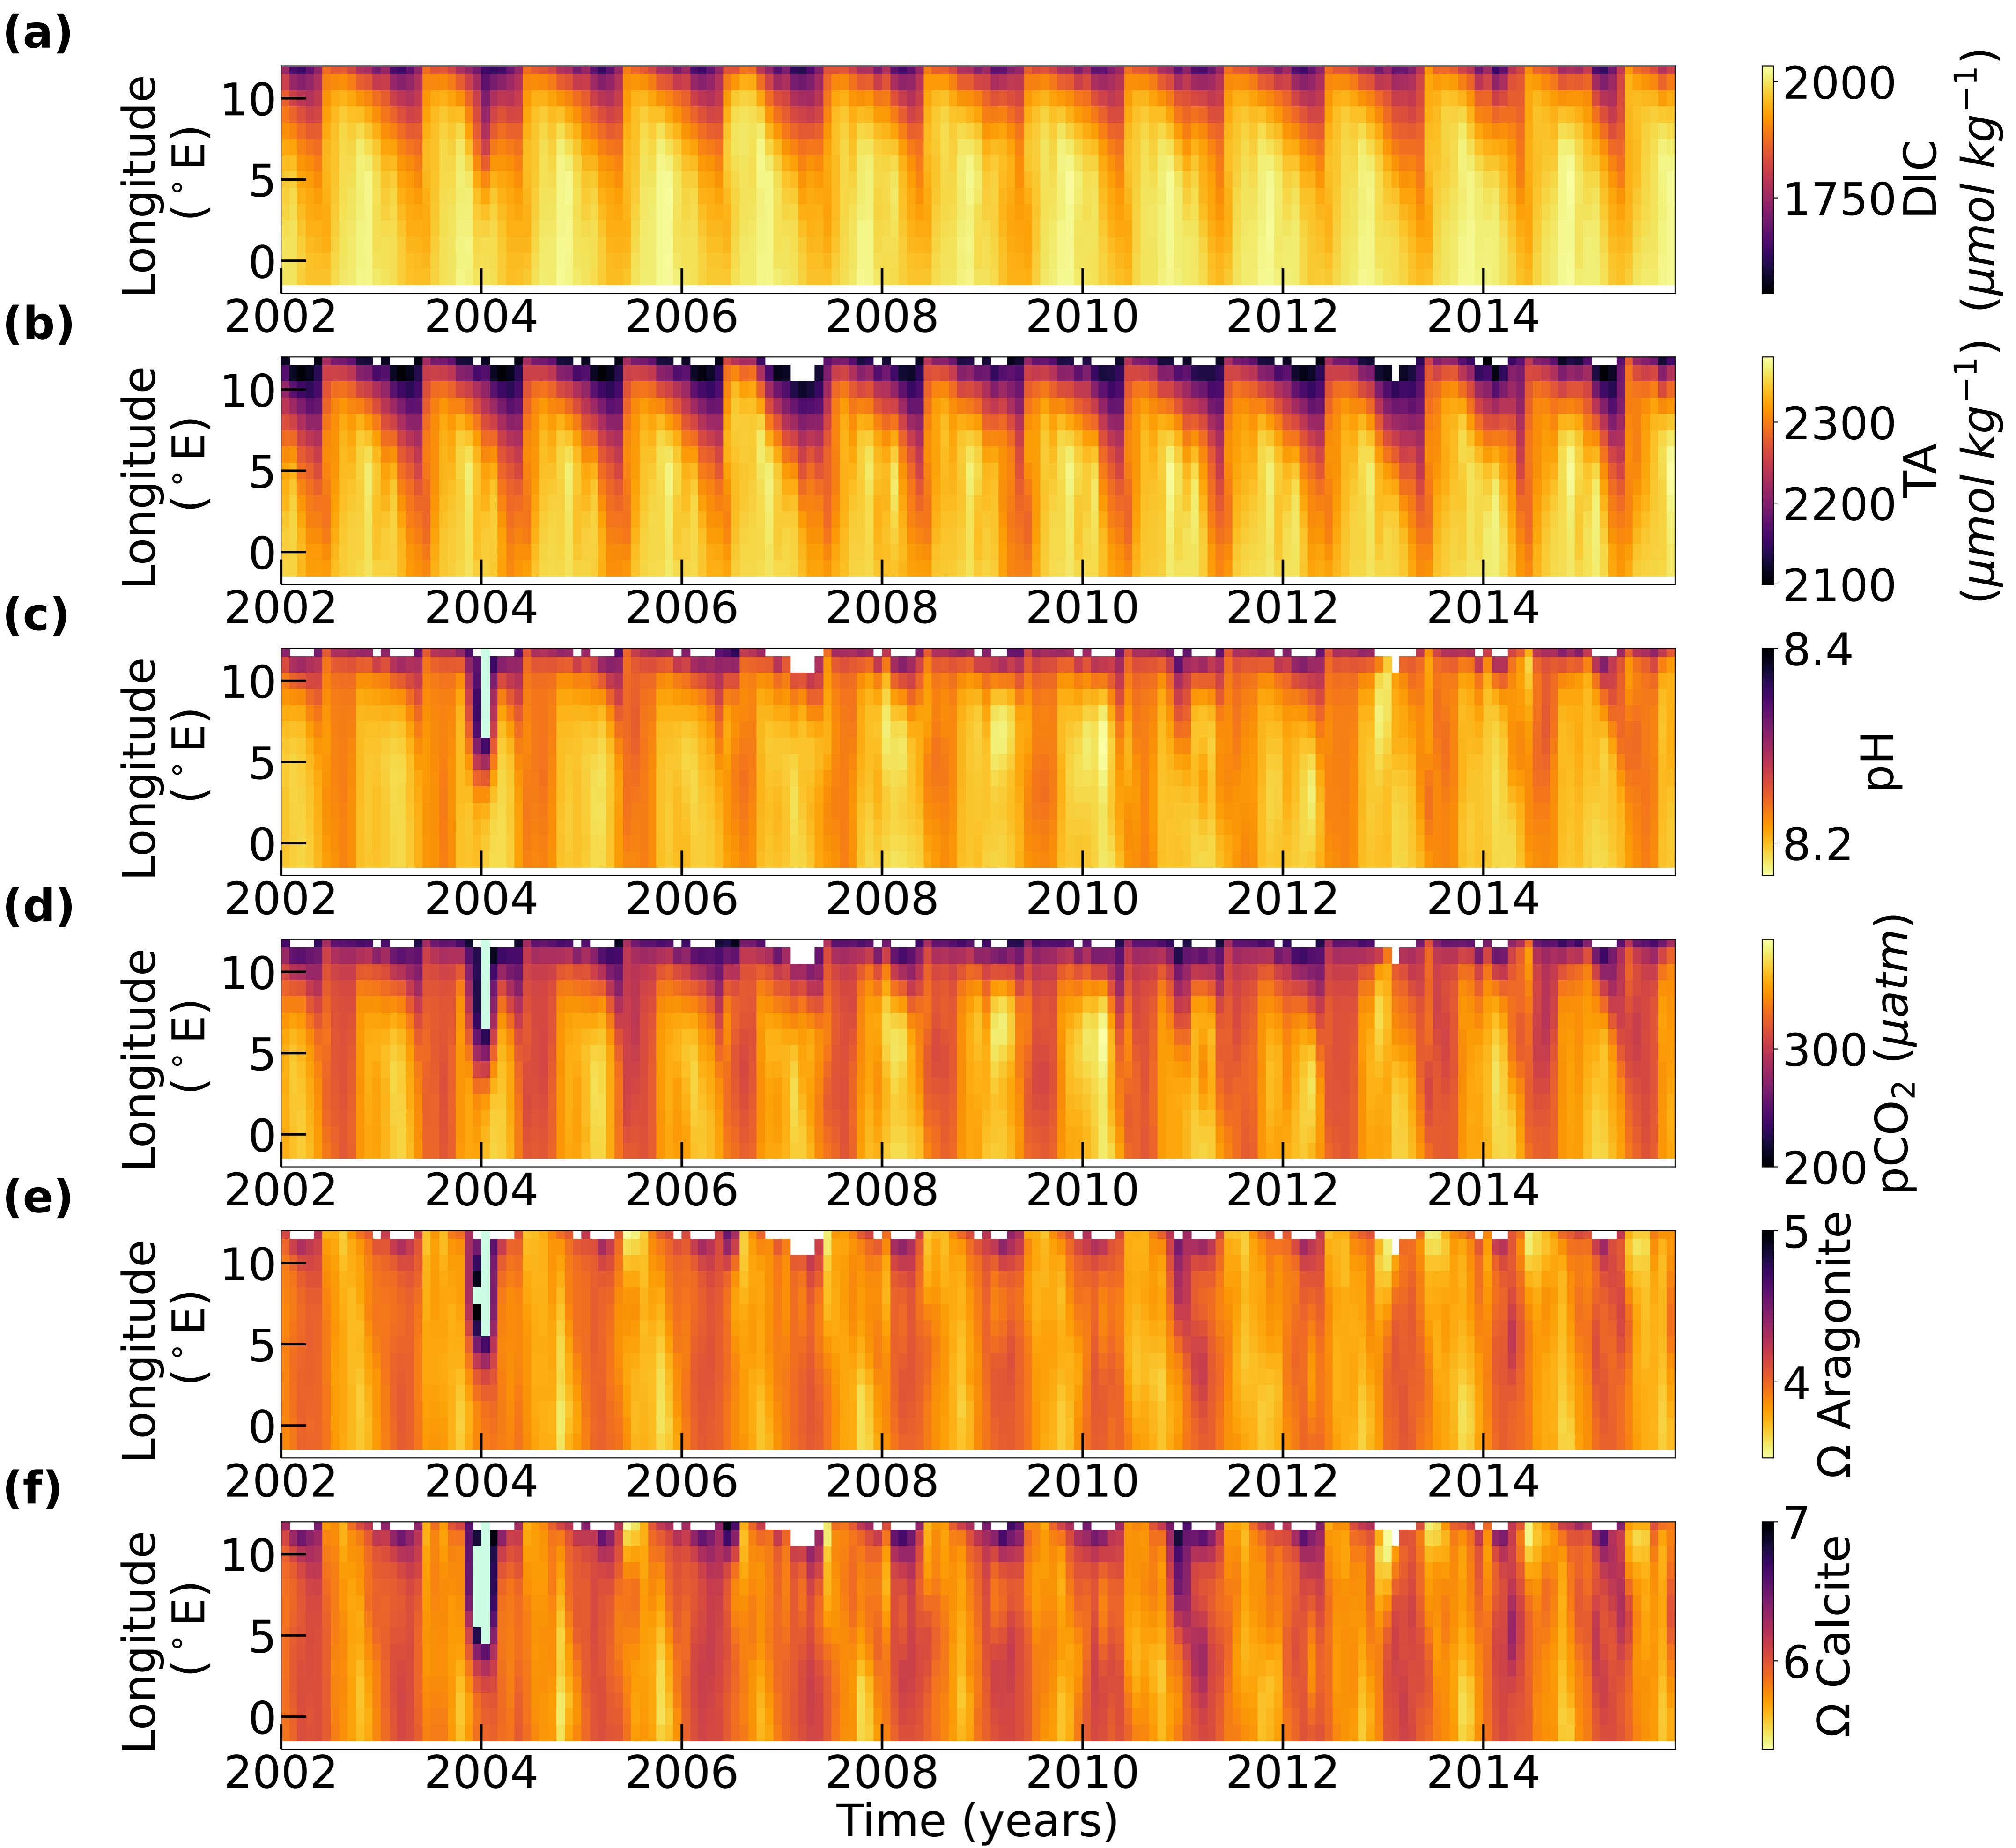 (a)
Longitude
(°E)
10
5
0
2002 2004 2006 2008 2010 2012 2014
2000
1750
DIC
(μmol kg⁻¹)
(b)
Longitude
(°E)
10
5
0
2002 2004 2006 2008 2010 2012 2014
2300
2200
2100
TA
(μmol kg⁻¹)
(c)
Longitude
(°E)
10
5
0
2002 2004 2006 2008 2010 2012 2014
8.4
8.2
pH
(d)
Longitude
(°E)
10
5
0
2002 2004 2006 2008 2010 2012 2014
300
200
pCO₂ (μatm)
(e)
Longitude
(°E)
10
5
0
2002 2004 2006 2008 2010 2012 2014
5
4
Ω Aragonite
(f)
Longitude
(°E)
10
5
0
2002 2004 2006 2008 2010 2012 2014
7
6
Ω Calcite
Time (years)